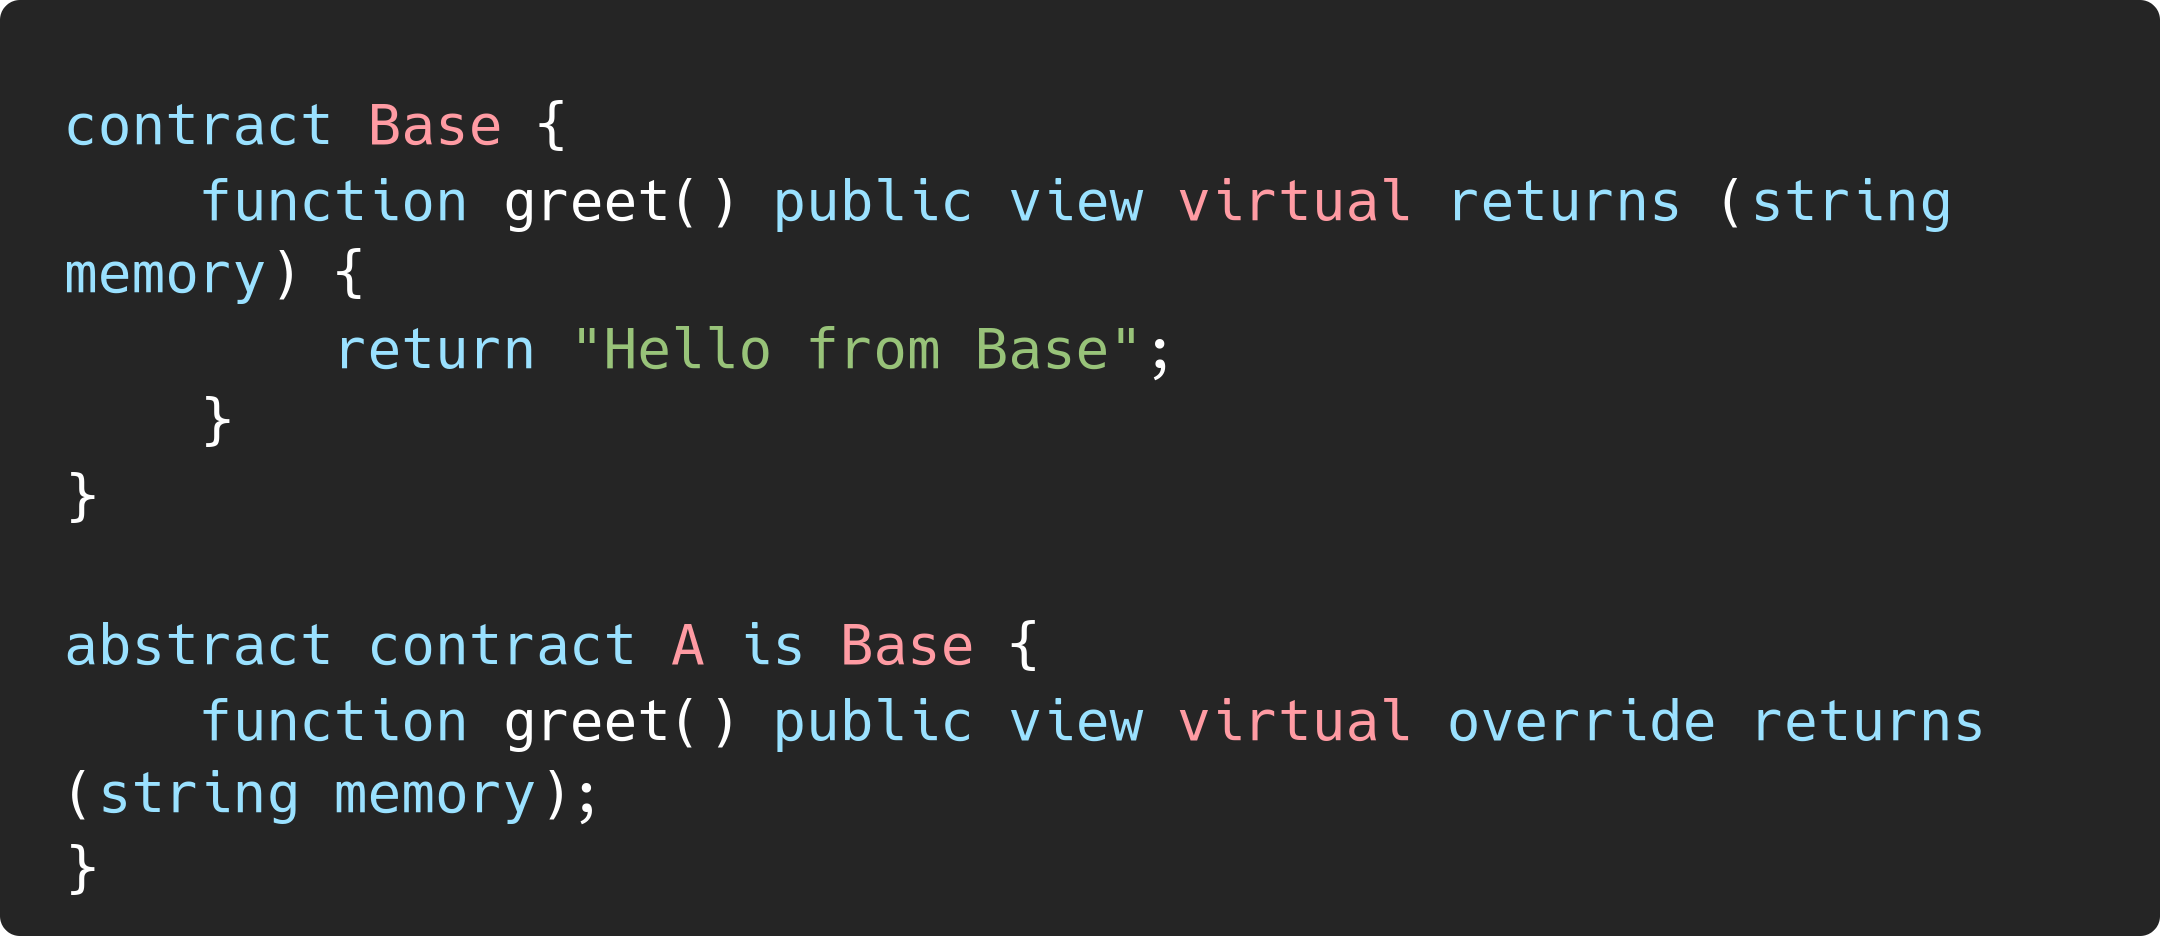 contract Base {
    function greet() public view virtual returns (string
memory) {
        return "Hello from Base";
    }
}

abstract contract A is Base {
    function greet() public view virtual override returns
(string memory);
}